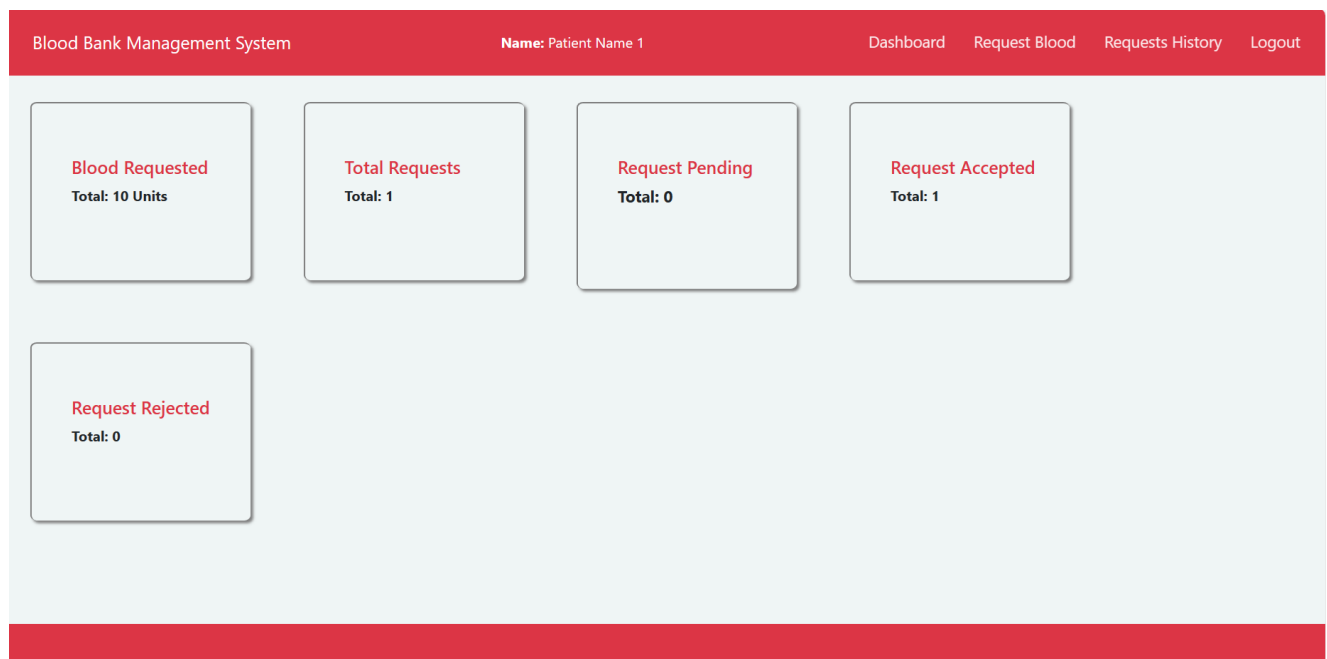 Blood Bank Management System
Name: Patient Name 1
Dashboard
Request Blood
Requests History
Logout
Blood Requested
Total: 10 Units
Total Requests
Total: 1
Request Pending
Total: 0
Request Accepted
Total: 1
Request Rejected
Total: 0